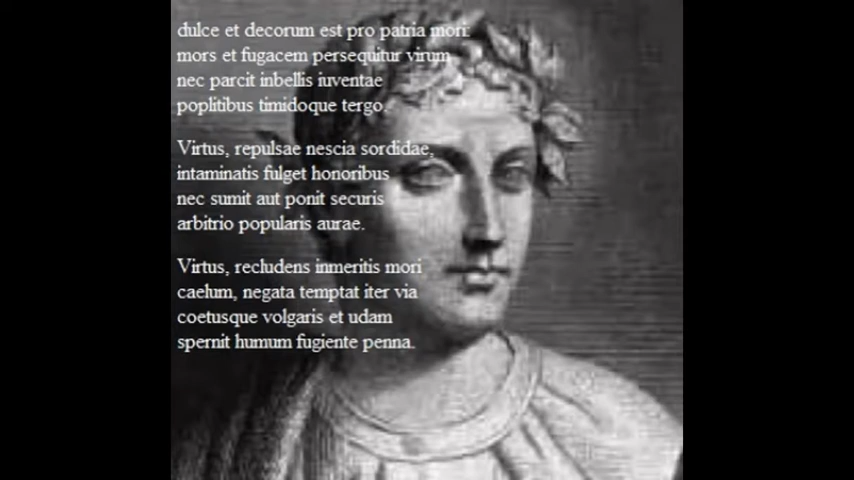 dulce et decorum est pro patria mori:
mors et fugacem persequitur virum
nec parcit inbellis iuventae
poplitibus timidoque tergo.
Virtus, repulsae nescia sordidae,
intaminatis fulget honoribus
nec sumit aut ponit securis
arbitrio popularis aurae.
Virtus, recludens inmeritis mori
caelum, negata temptat iter via
coetusque volgaris et udam
spernit humum fugiente penna.